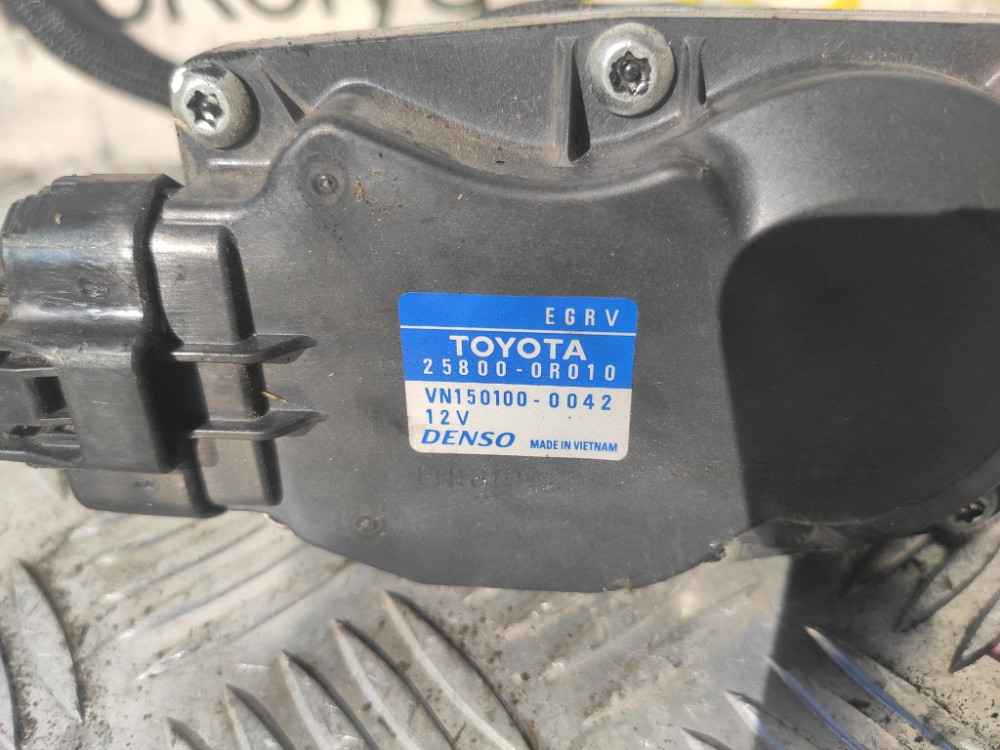 EGRV
TOYOTA
25800-0R010
VN150100-0042
12V
DENSO MADE IN VIETNAM